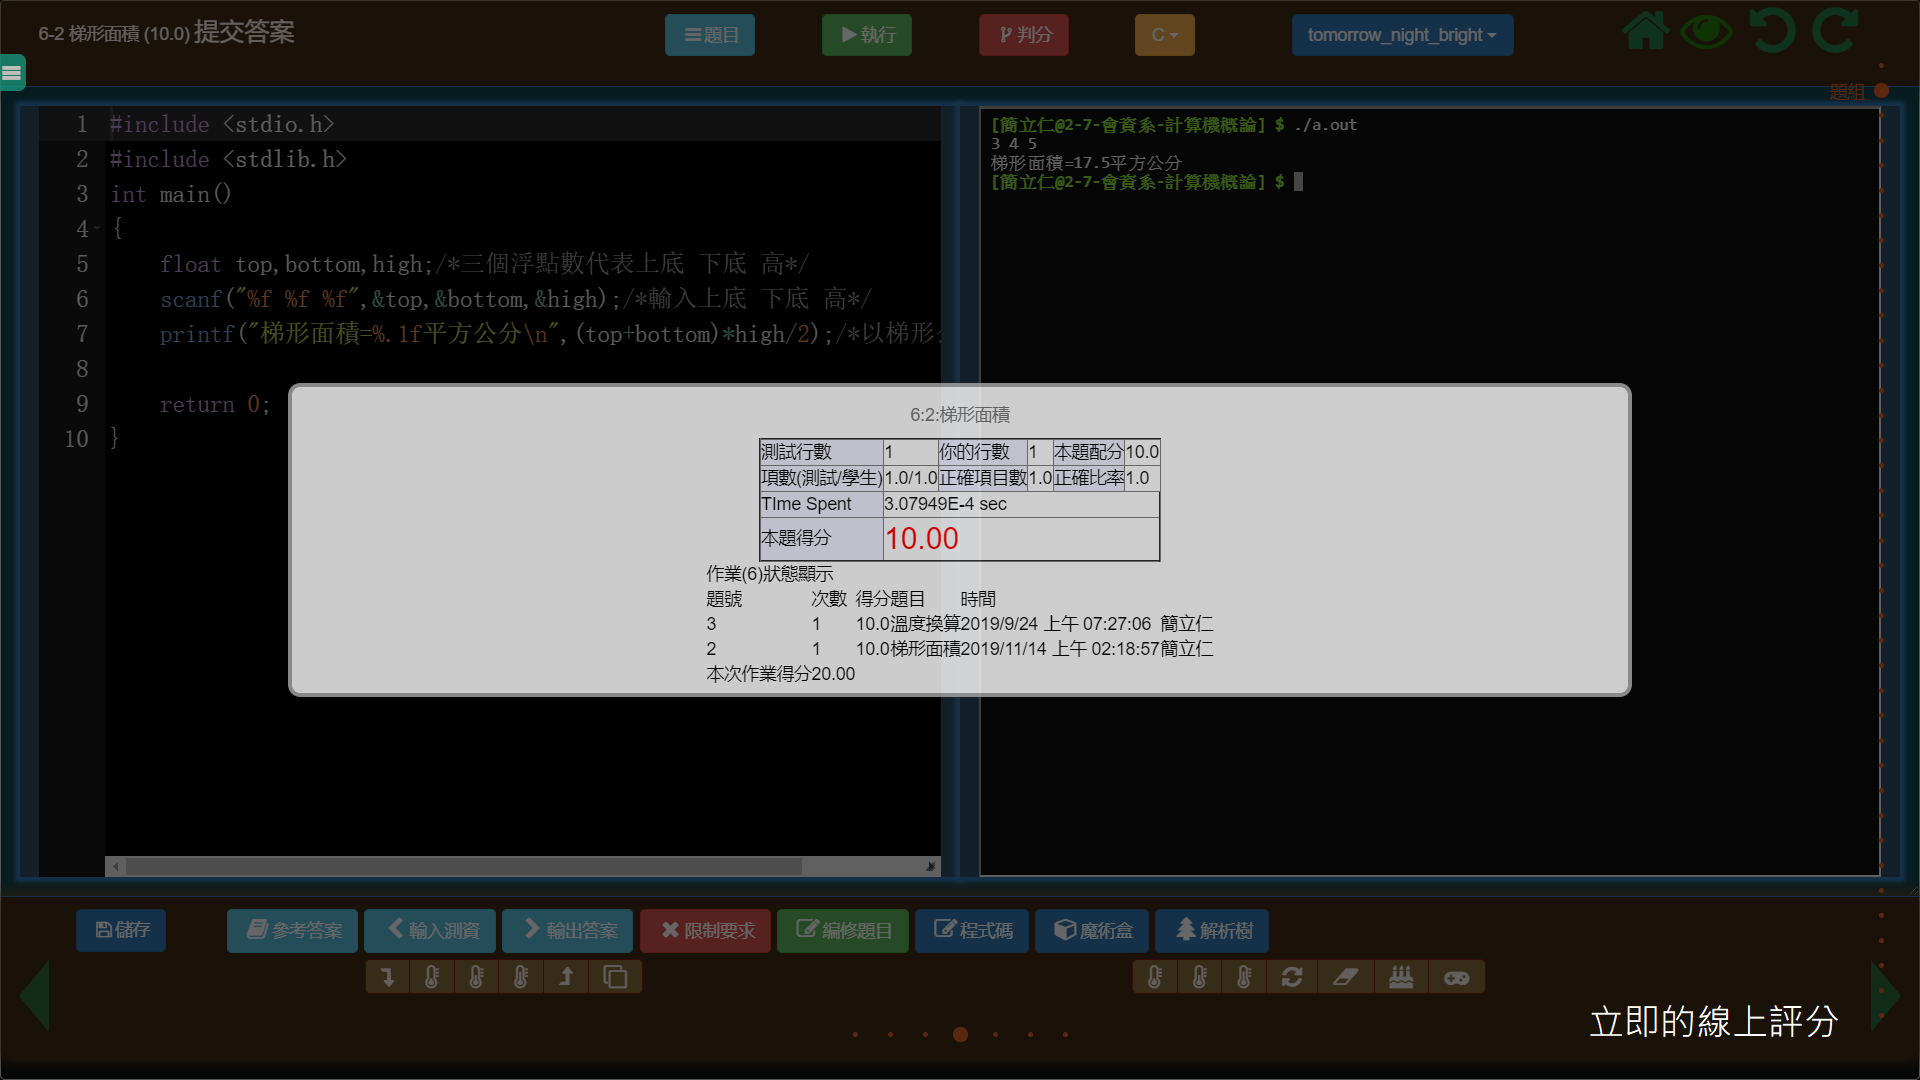 6-2 梯形面積 (10.0) 提交答案
題目
執行
判分
C
tomorrow_night_bright
題組
1 #include <stdio.h>
2 #include <stdlib.h>
3 int main()
4 {
5 float top,bottom,high;/*三個浮點數代表上底 下底 高*/
6 scanf("%f %f %f",&top,&bottom,&high);/*輸入上底 下底 高*/
7 printf("梯形面積=%.1f平方公分\n",(top+bottom)*high/2);/*以梯形
8
9 return 0;
10 }
[簡立仁@2-7-會資系-計算機概論] $ ./a.out
3 4 5
梯形面積=17.5平方公分
[簡立仁@2-7-會資系-計算機概論] $
6:2:梯形面積
測試行數 1 你的行數 1 本題配分 10.0
項數(測試/學生) 1.0/1.0 正確項目數 1.0 正確比率 1.0
TIme Spent 3.07949E-4 sec
本題得分 10.00
作業(6)狀態顯示
題號 次數 得分 題目 時間
3 1 10.0 溫度換算 2019/9/24 上午 07:27:06 簡立仁
2 1 10.0 梯形面積 2019/11/14 上午 02:18:57 簡立仁
本次作業得分 20.00
儲存
參考答案
輸入測資
輸出答案
限制要求
編修題目
程式碼
魔術盒
解析樹
立即的線上評分